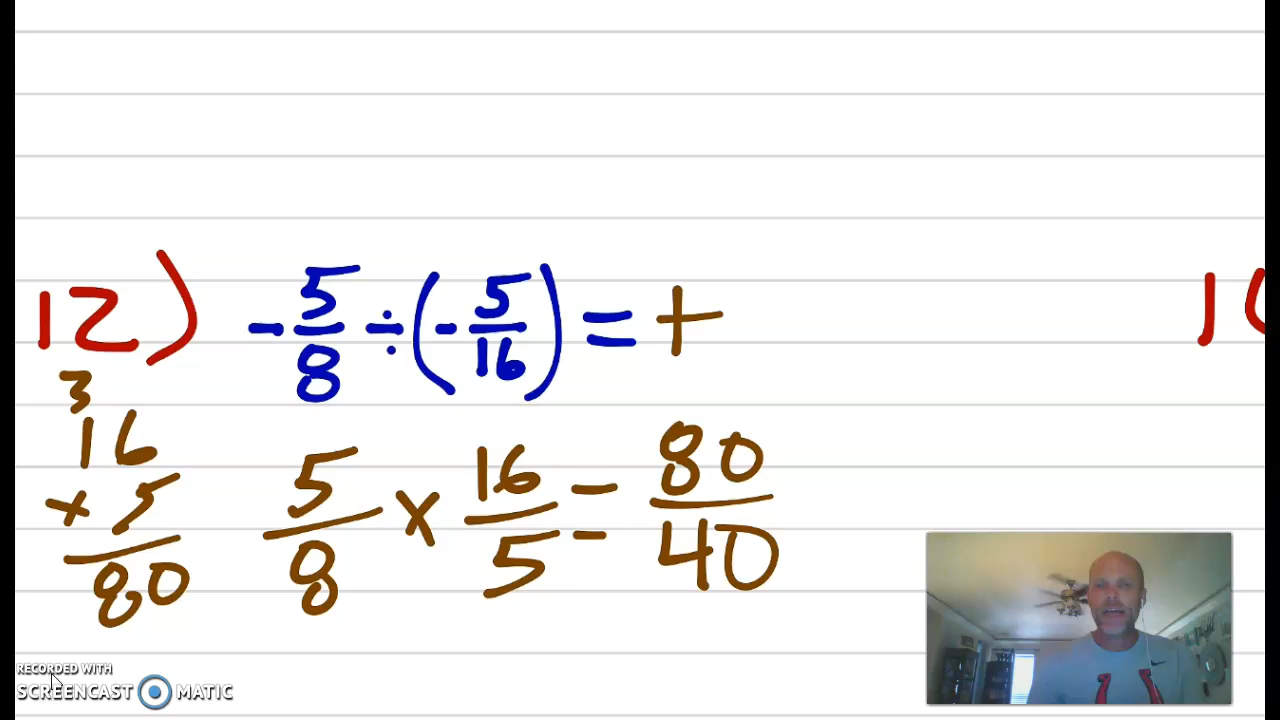 12) -5/8 ÷ (-5/16) = +
10
3
16
× 5
80
5/8 × 16/5 = 80/40
RECORDED WITH
SCREENCAST MATIC